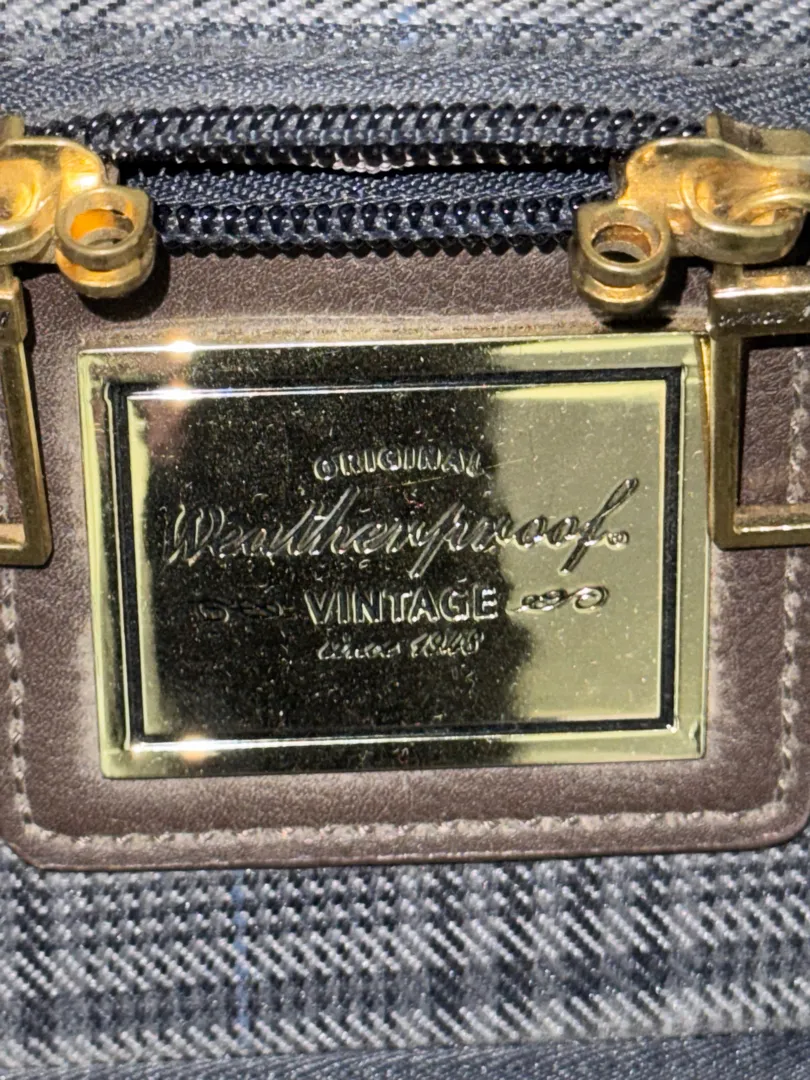 ORIGINAL
Weatherproof®
VINTAGE
since 1948